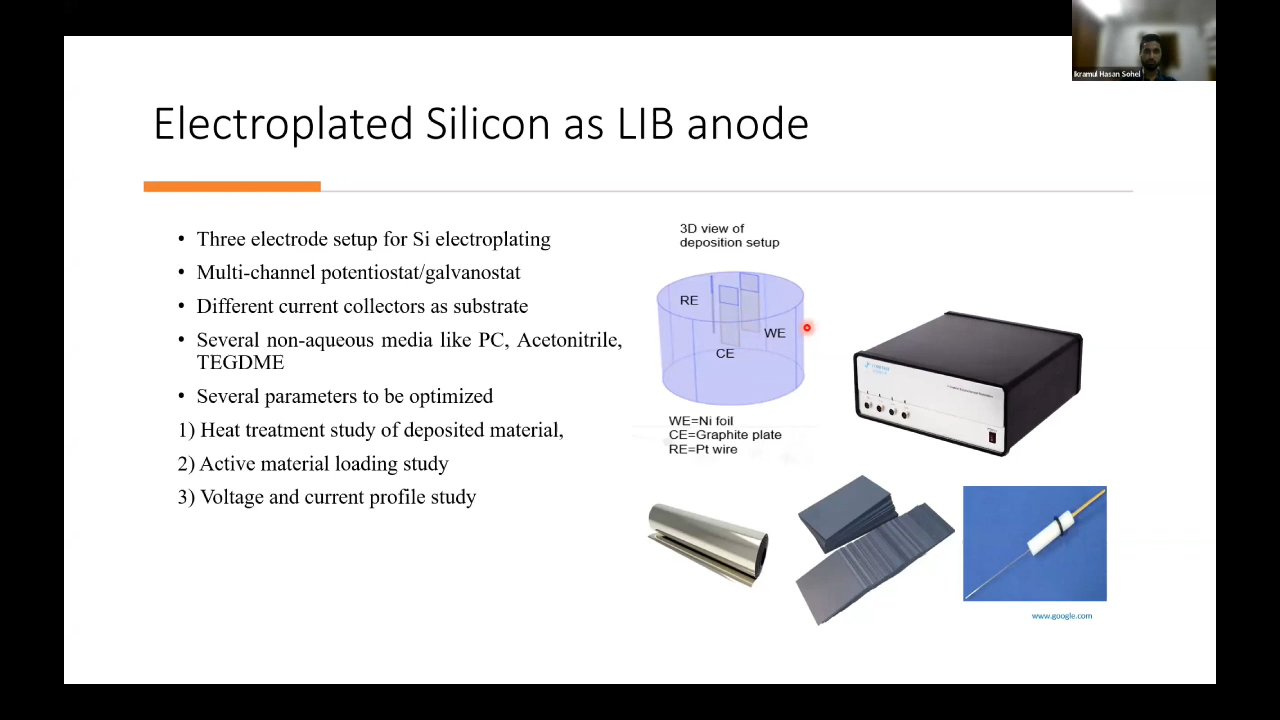 Ikramul Hasan Sohel
Electroplated Silicon as LIB anode
• Three electrode setup for Si electroplating
• Multi-channel potentiostat/galvanostat
• Different current collectors as substrate
• Several non-aqueous media like PC, Acetonitrile,
TEGDME
• Several parameters to be optimized
1) Heat treatment study of deposited material,
2) Active material loading study
3) Voltage and current profile study
3D view of
deposition setup
RE
WE
CE
WE=Ni foil
CE=Graphite plate
RE=Pt wire
www.google.com